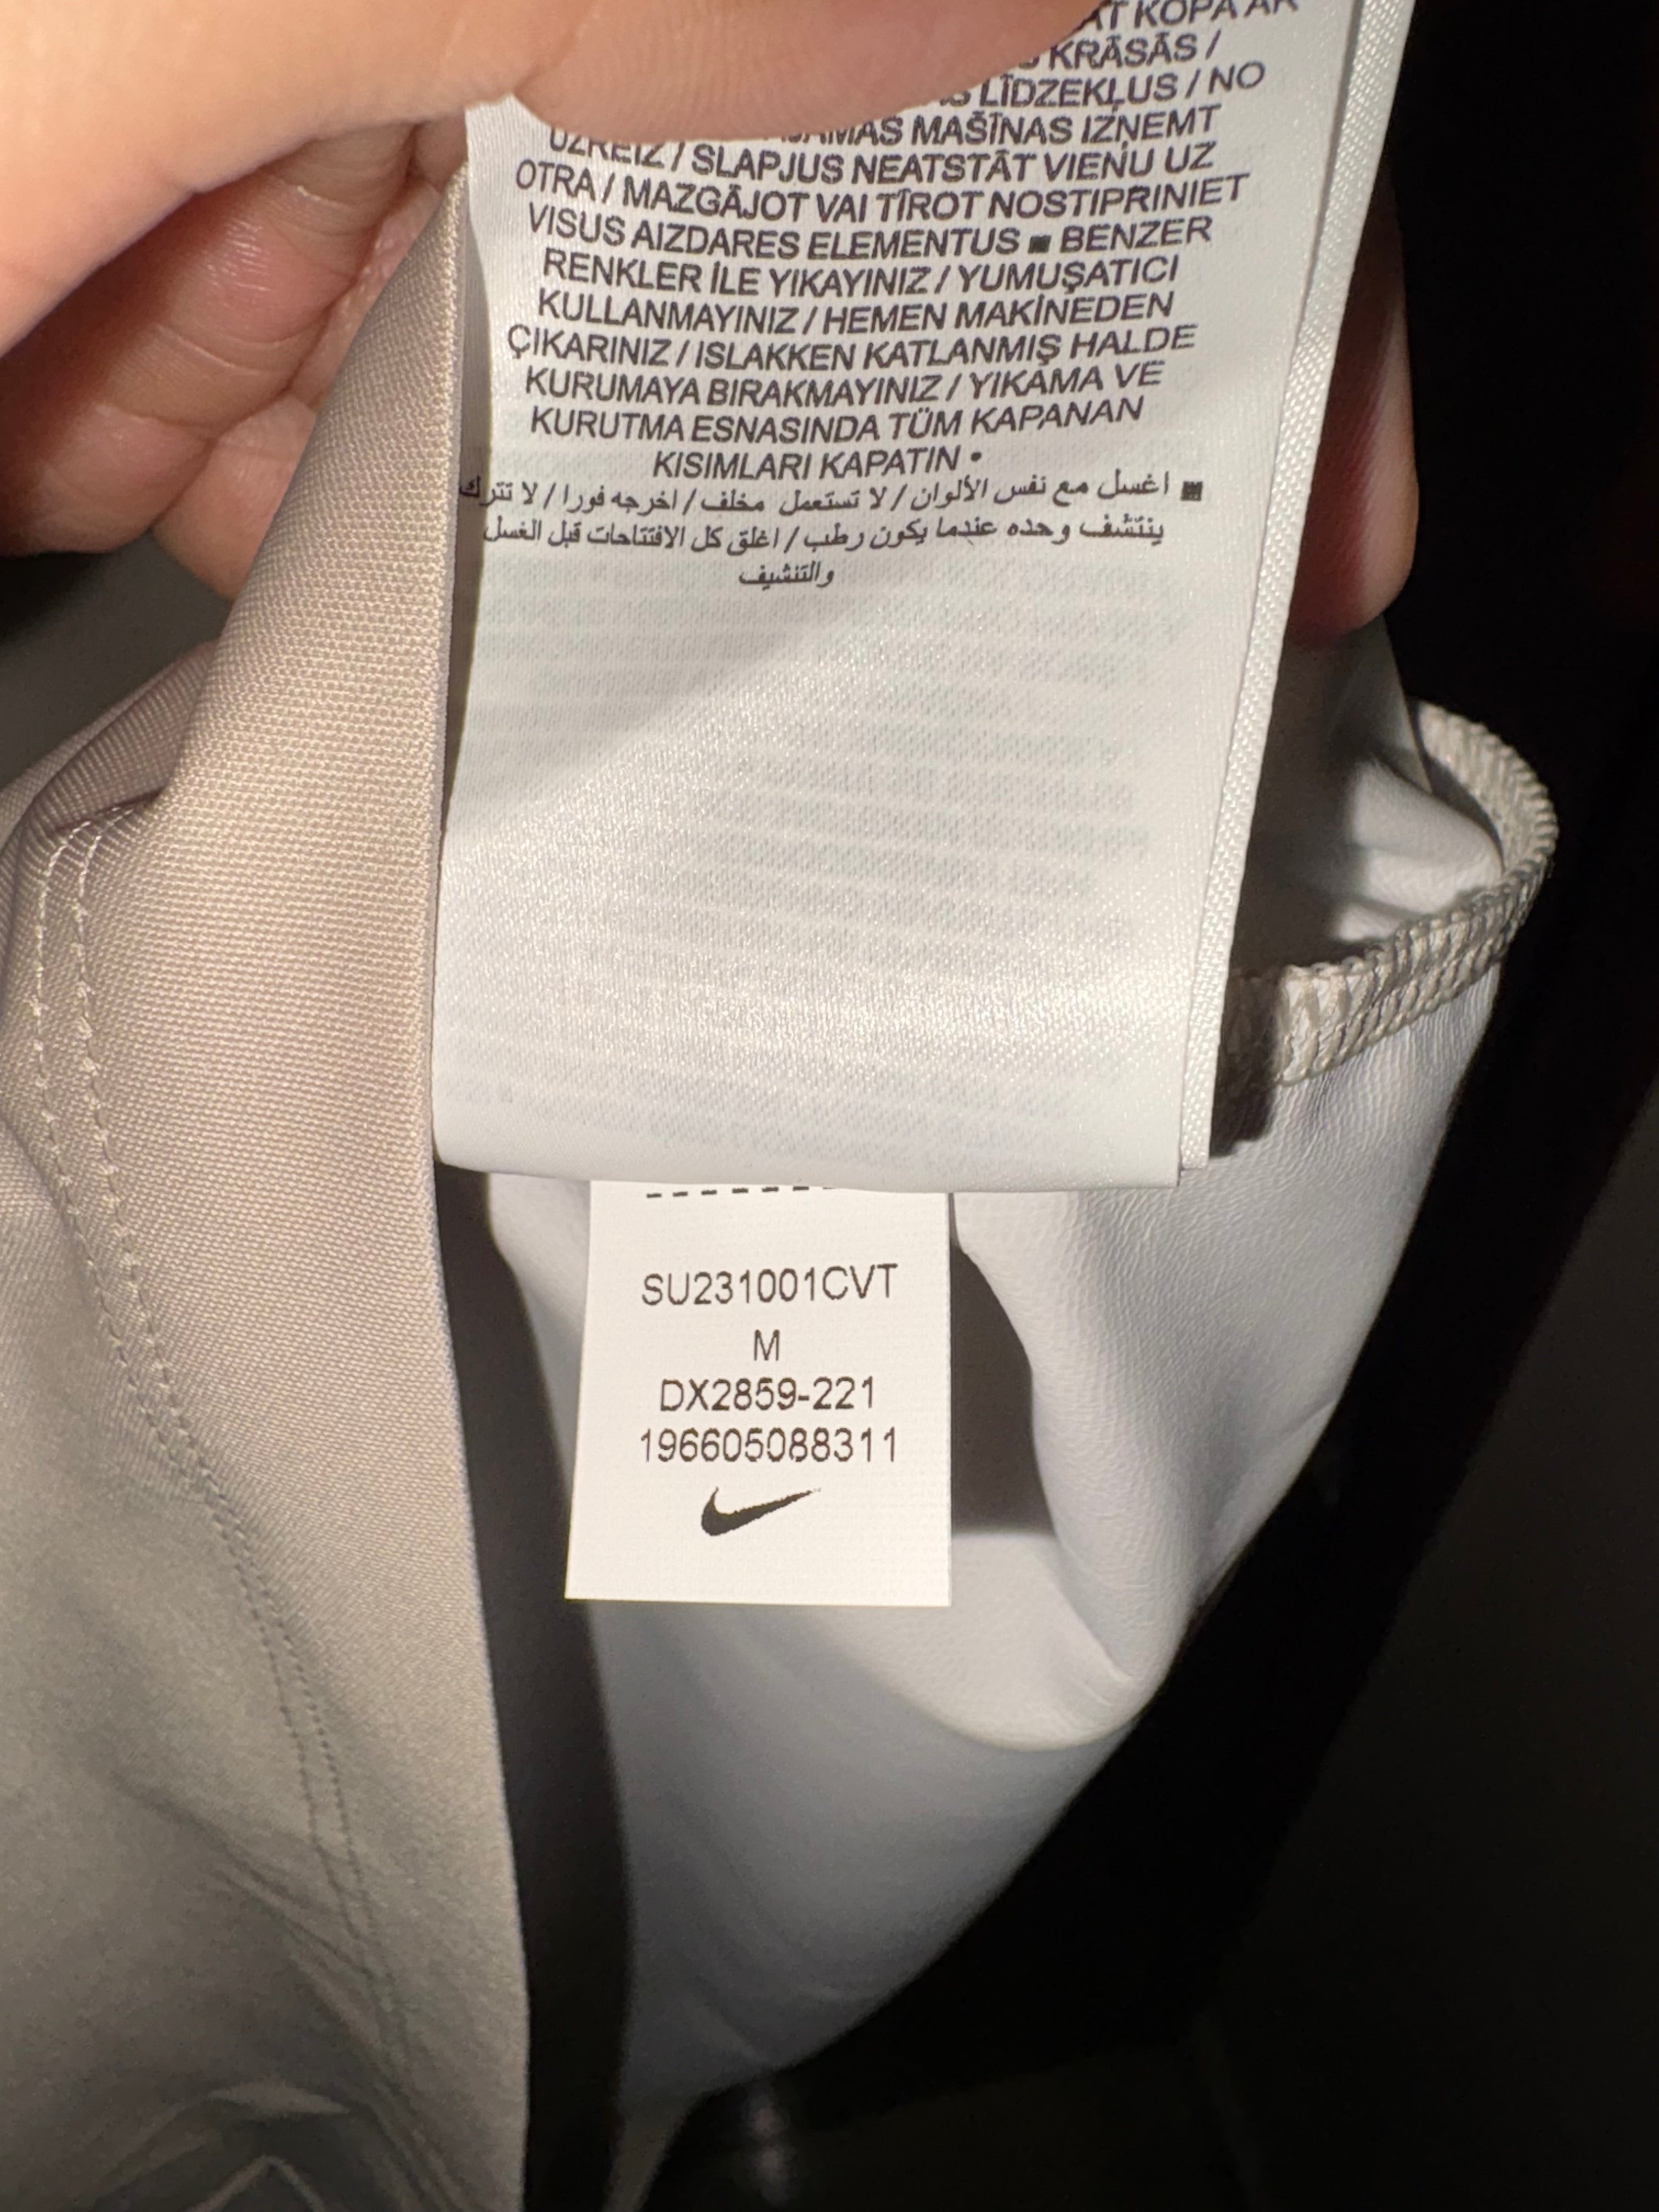 KOPĀ AR
KRĀSĀS /
LĪDZEKĻUS / NO
MAŠĪNAS IZŅEMT
UZREIZ / SLAPJUS NEATSTĀT VIENU UZ
OTRA / MAZGĀJOT VAI TĪROT NOSTIPRINIET
VISUS AIZDARES ELEMENTUS ■ BENZER
RENKLER İLE YIKAYINIZ / YUMUŞATICI
KULLANMAYINIZ / HEMEN MAKİNEDEN
ÇIKARINIZ / ISLAKKEN KATLANMIŞ HALDE
KURUMAYA BIRAKMAYINIZ / YIKAMA VE
KURUTMA ESNASINDA TÜM KAPANAN
KISIMLARI KAPATIN •
■ اغسل مع نفس الألوان / لا تستعمل مخلف / اخرجه فورا / لا تترك
ينتشف وحده عندما يكون رطب / اغلق كل الافتتاحات قبل الغسل
والتنشيف
SU231001CVT
M
DX2859-221
196605088311